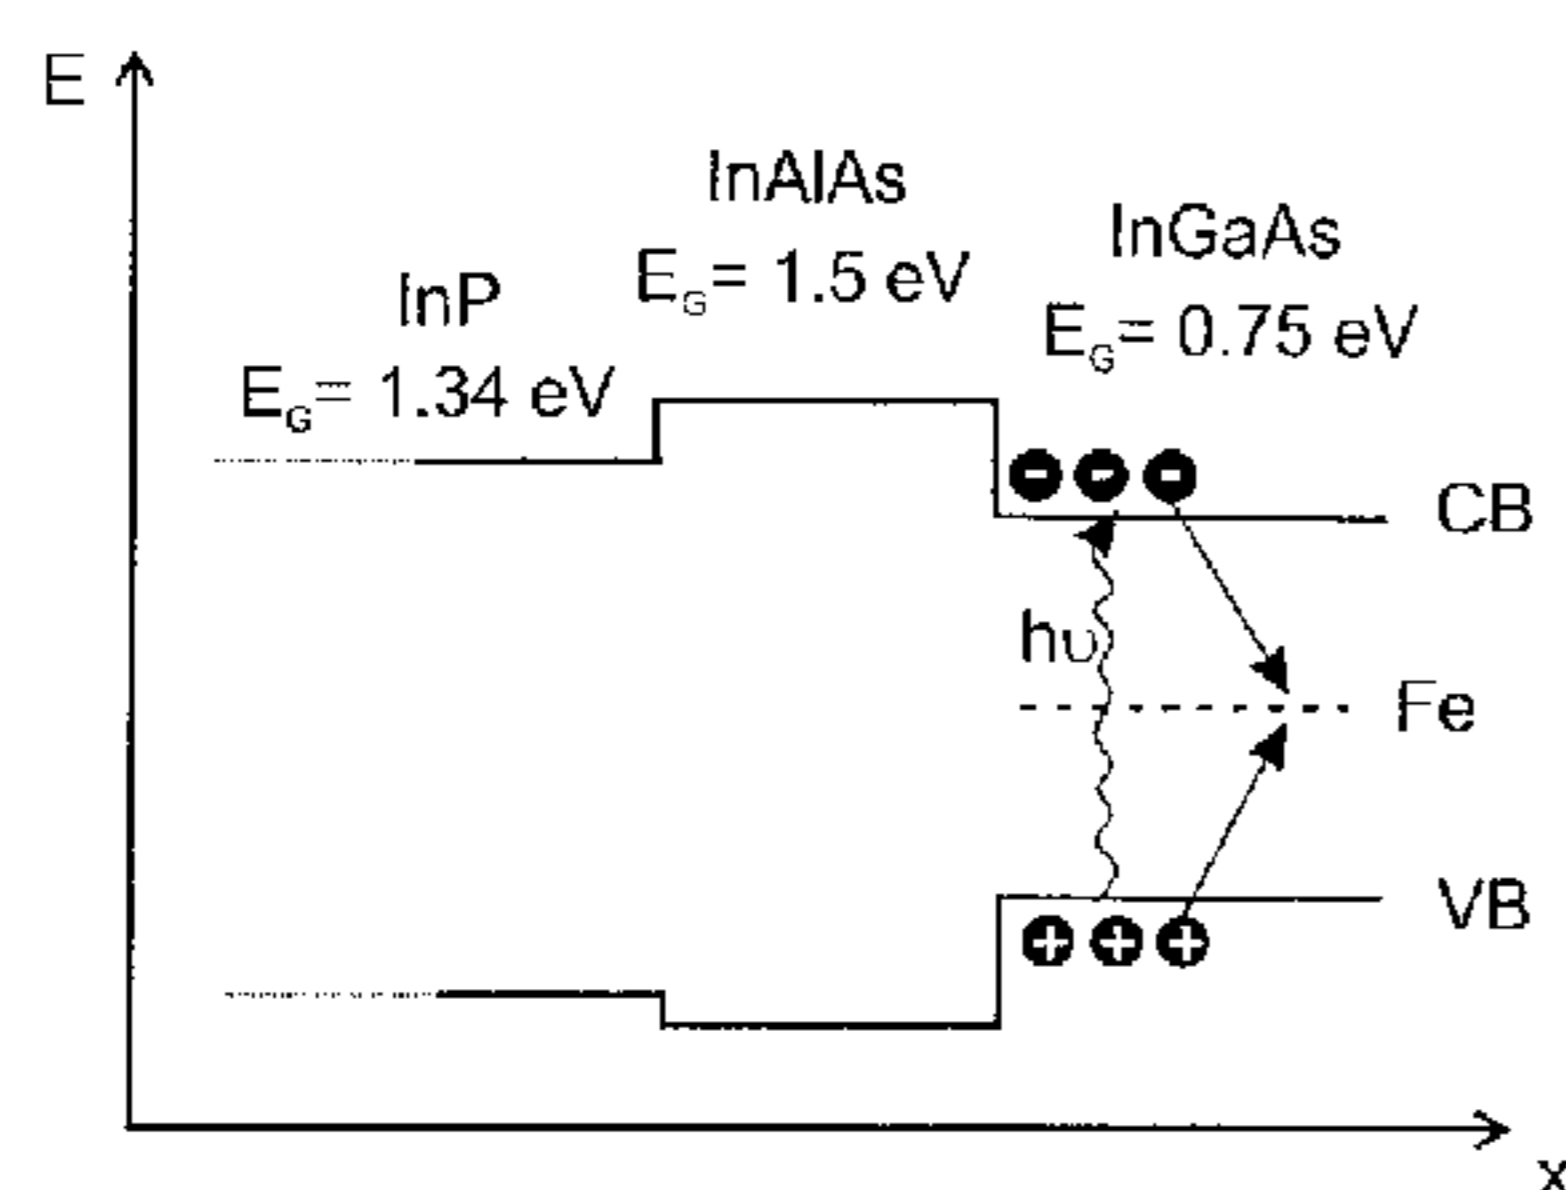 E
InAlAs
E_G= 1.5 eV
InGaAs
E_G= 0.75 eV
InP
E_G= 1.34 eV
CB
hυ
Fe
VB
x